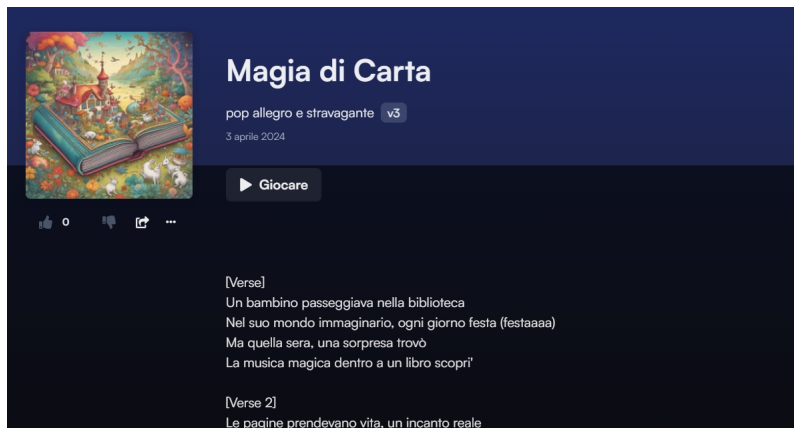 Magia di Carta
pop allegro e stravagante v3
3 aprile 2024
Giocare
0
[Verse]
Un bambino passeggiava nella biblioteca
Nel suo mondo immaginario, ogni giorno festa (festaaaa)
Ma quella sera, una sorpresa trovò
La musica magica dentro a un libro scopri'
[Verse 2]
Le pagine prendevano vita, un incanto reale